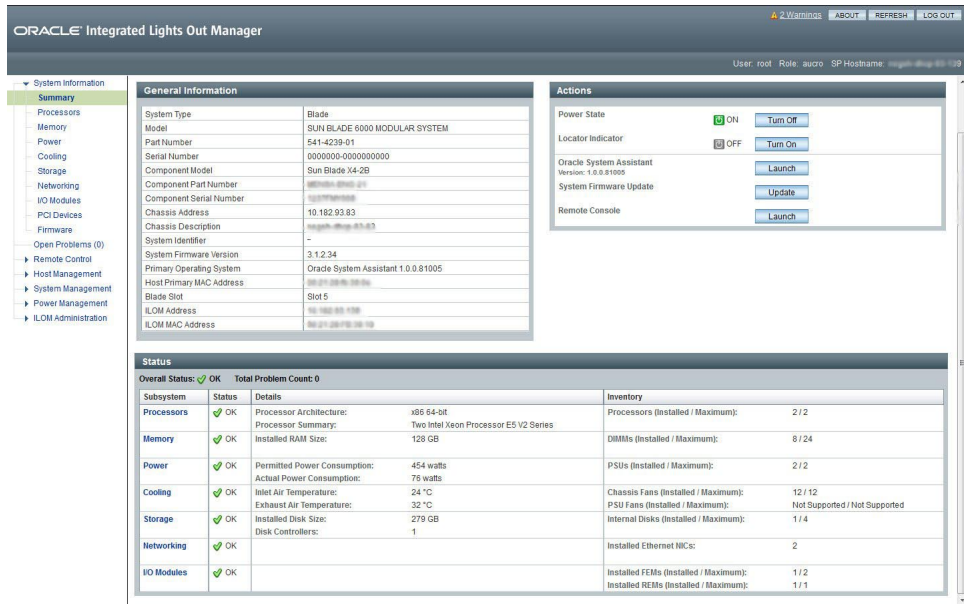 2 Warnings ABOUT REFRESH LOG OUT
ORACLE Integrated Lights Out Manager
User: root Role: aucro SP Hostname:
System Information
Summary
Processors
Memory
Power
Cooling
Storage
Networking
I/O Modules
PCI Devices
Firmware
Open Problems (0)
Remote Control
Host Management
System Management
Power Management
ILOM Administration
General Information
System Type Blade
Model SUN BLADE 6000 MODULAR SYSTEM
Part Number 541-4239-01
Serial Number 0000000-0000000000
Component Model Sun Blade X4-2B
Component Part Number
Component Serial Number
Chassis Address 10.182.93.83
Chassis Description
System Identifier -
System Firmware Version 3.1.2.34
Primary Operating System Oracle System Assistant 1.0.0.81005
Host Primary MAC Address
Blade Slot Slot 5
ILOM Address
ILOM MAC Address
Actions
Power State ON Turn Off
Locator Indicator OFF Turn On
Oracle System Assistant Launch
Version: 1.0.0.81005
System Firmware Update Update
Remote Console Launch
Status
Overall Status: OK Total Problem Count: 0
Subsystem Status Details Inventory
Processors OK Processor Architecture: x86 64-bit Processors (Installed / Maximum): 2 / 2
Processor Summary: Two Intel Xeon Processor E5 V2 Series
Memory OK Installed RAM Size: 128 GB DIMMs (Installed / Maximum): 8 / 24
Power OK Permitted Power Consumption: 454 watts PSUs (Installed / Maximum): 2 / 2
Actual Power Consumption: 76 watts
Cooling OK Inlet Air Temperature: 24 °C Chassis Fans (Installed / Maximum): 12 / 12
Exhaust Air Temperature: 32 °C PSU Fans (Installed / Maximum): Not Supported / Not Supported
Storage OK Installed Disk Size: 279 GB Internal Disks (Installed / Maximum): 1 / 4
Disk Controllers: 1
Networking OK Installed Ethernet NICs: 2
I/O Modules OK Installed FEMs (Installed / Maximum): 1 / 2
Installed REMs (Installed / Maximum): 1 / 1